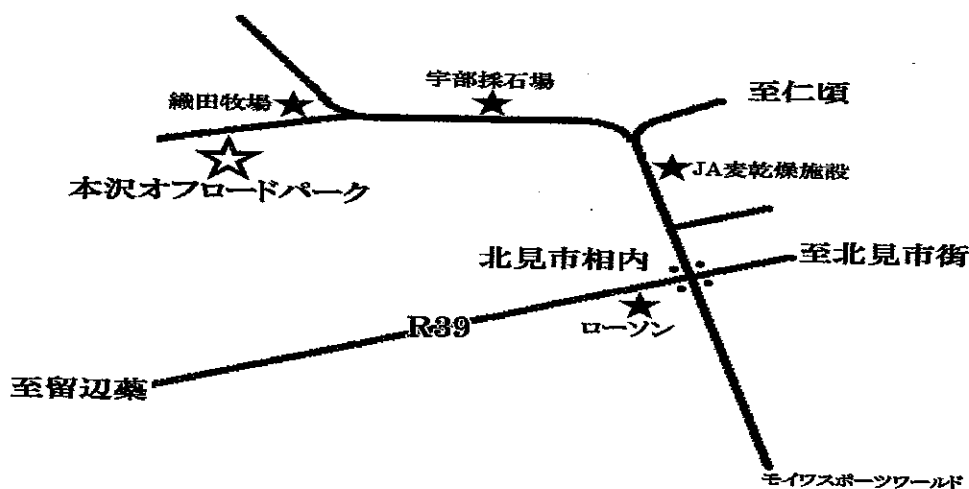 宇部採石場
織田牧場
至仁頃
JA麦乾燥施設
本沢オフロードパーク
北見市相内
至北見市街
ローソン
R39
至留辺蘂
モイワスポーツワールド